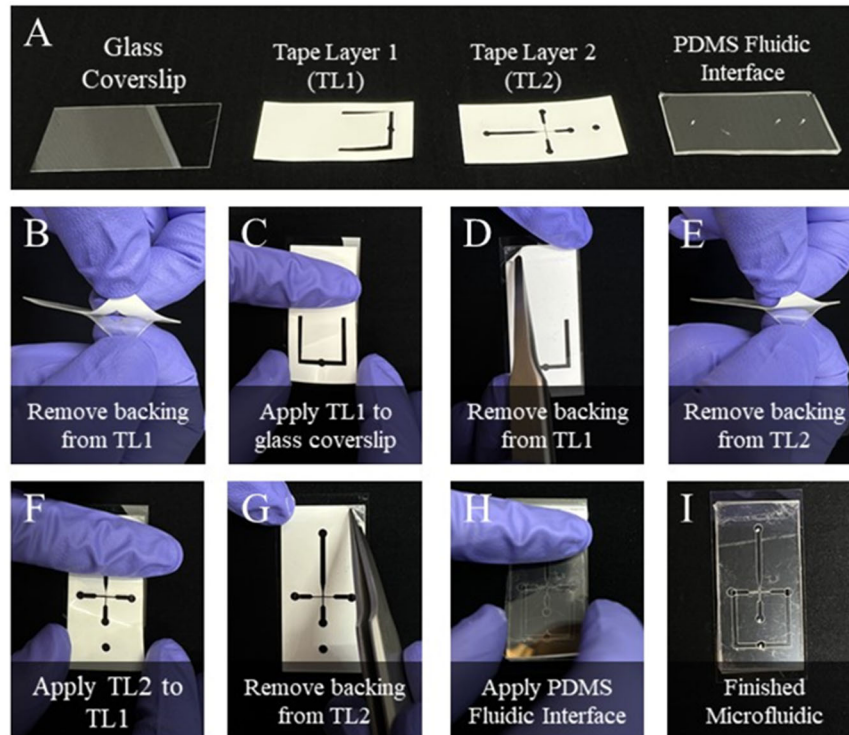 A
Glass
Coverslip
Tape Layer 1
(TL1)
Tape Layer 2
(TL2)
PDMS Fluidic
Interface
B
Remove backing
from TL1
C
Apply TL1 to
glass coverslip
D
Remove backing
from TL1
E
Remove backing
from TL2
F
Apply TL2 to
TL1
G
Remove backing
from TL2
H
Apply PDMS
Fluidic Interface
I
Finished
Microfluidic